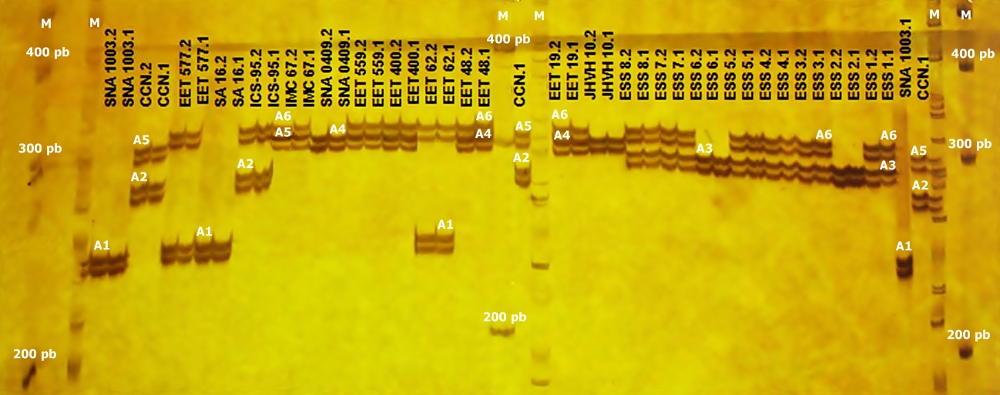 M
M
M
M
M
M
400 pb
400 pb
400 pb
SNA 1003.2
SNA 1003.1
CCN.2
CCN.1
EET 577.2
EET 577.1
SA 16.2
SA 16.1
ICS-95.2
ICS-95.1
IMC 67.2
IMC 67.1
SNA 0409.2
SNA 0409.1
EET 559.2
EET 559.1
EET 400.2
EET 400.1
EET 62.2
EET 62.1
EET 48.2
EET 48.1
CCN.1
EET 19.2
EET 19.1
JHVH 10.2
JHVH 10.1
ESS 8.2
ESS 8.1
ESS 7.2
ESS 7.1
ESS 6.2
ESS 6.1
ESS 5.2
ESS 5.1
ESS 4.2
ESS 4.1
ESS 3.2
ESS 3.1
ESS 2.2
ESS 2.1
ESS 1.2
ESS 1.1
SNA 1003.1
CCN.1
A6
A6
A6
A5
A4
A5
A4
A5
A4
A6
A6
300 pb
300 pb
A3
A5
A2
A2
A2
A3
A2
A1
A1
A1
A1
200 pb
200 pb
200 pb